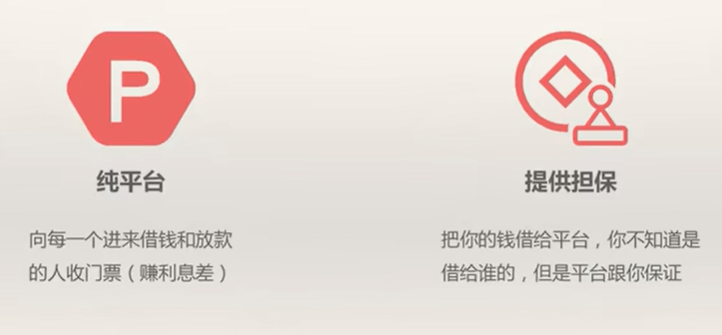 P
纯平台
向每一个进来借钱和放款
的人收门票（赚利息差）
提供担保
把你的钱借给平台，你不知道是
借给谁的，但是平台跟你保证